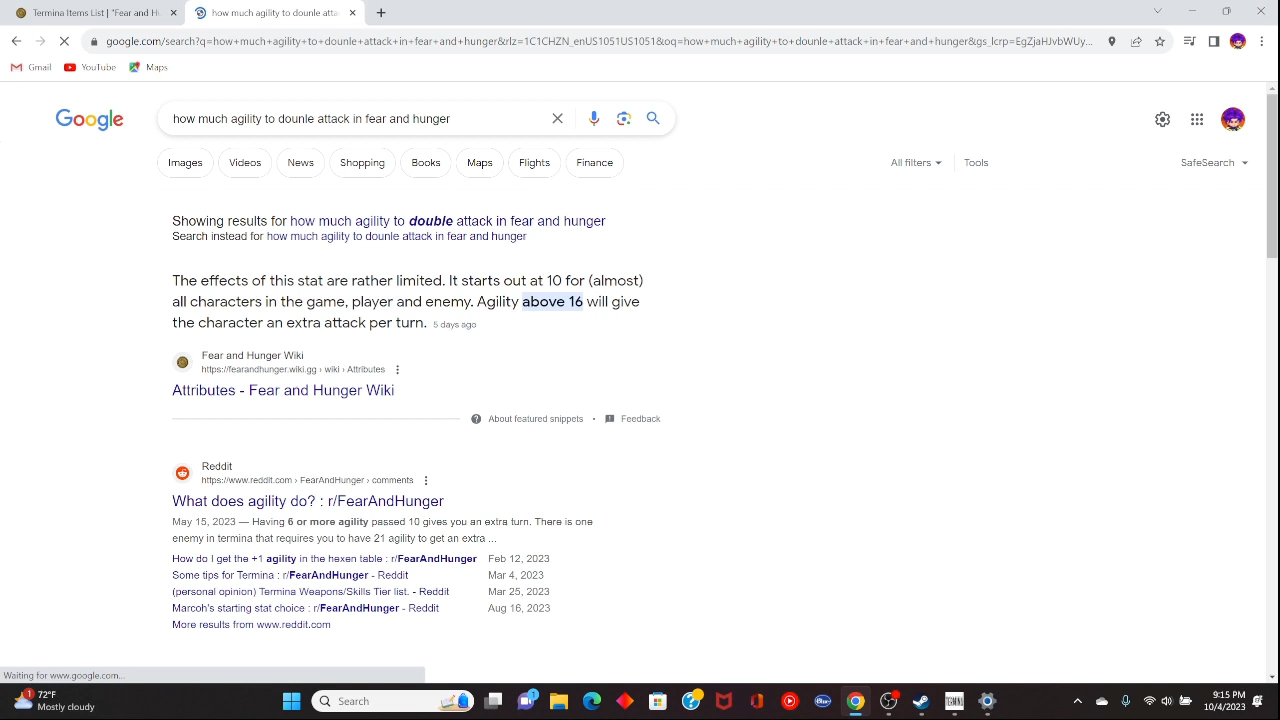 Termina Items List | "Fear and Hu
how much agility to dounle atta
google.com/search?q=how+much+agility+to+dounle+attack+in+fear+and+hunger&rlz=1C1CHZN_enUS1051US1051&oq=how+much+agility+to+dounle+attack+in+fear+and+hunger&gs_lcrp=EgZjaHJvbWUy...
Gmail YouTube Maps
Google
how much agility to dounle attack in fear and hunger
Images Videos News Shopping Books Maps Flights Finance All filters Tools SafeSearch
Showing results for how much agility to double attack in fear and hunger
Search instead for how much agility to dounle attack in fear and hunger
The effects of this stat are rather limited. It starts out at 10 for (almost)
all characters in the game, player and enemy. Agility above 16 will give
the character an extra attack per turn. 5 days ago
Fear and Hunger Wiki
https://fearandhunger.wiki.gg › wiki › Attributes
Attributes - Fear and Hunger Wiki
About featured snippets • Feedback
Reddit
https://www.reddit.com › FearAndHunger › comments
What does agility do? : r/FearAndHunger
May 15, 2023 — Having 6 or more agility passed 10 gives you an extra turn. There is one
enemy in termina that requires you to have 21 agility to get an extra ...
How do I get the +1 agility in the hexen table : r/FearAndHunger Feb 12, 2023
Some tips for Termina : r/FearAndHunger - Reddit Mar 4, 2023
(personal opinion) Termina Weapons/Skills Tier list. - Reddit Mar 25, 2023
Marcoh's starting stat choice : r/FearAndHunger - Reddit Aug 16, 2023
More results from www.reddit.com
Waiting for www.google.com...
1
72°F
Mostly cloudy
Search
1
TERMINA
9:15 PM
10/4/2023